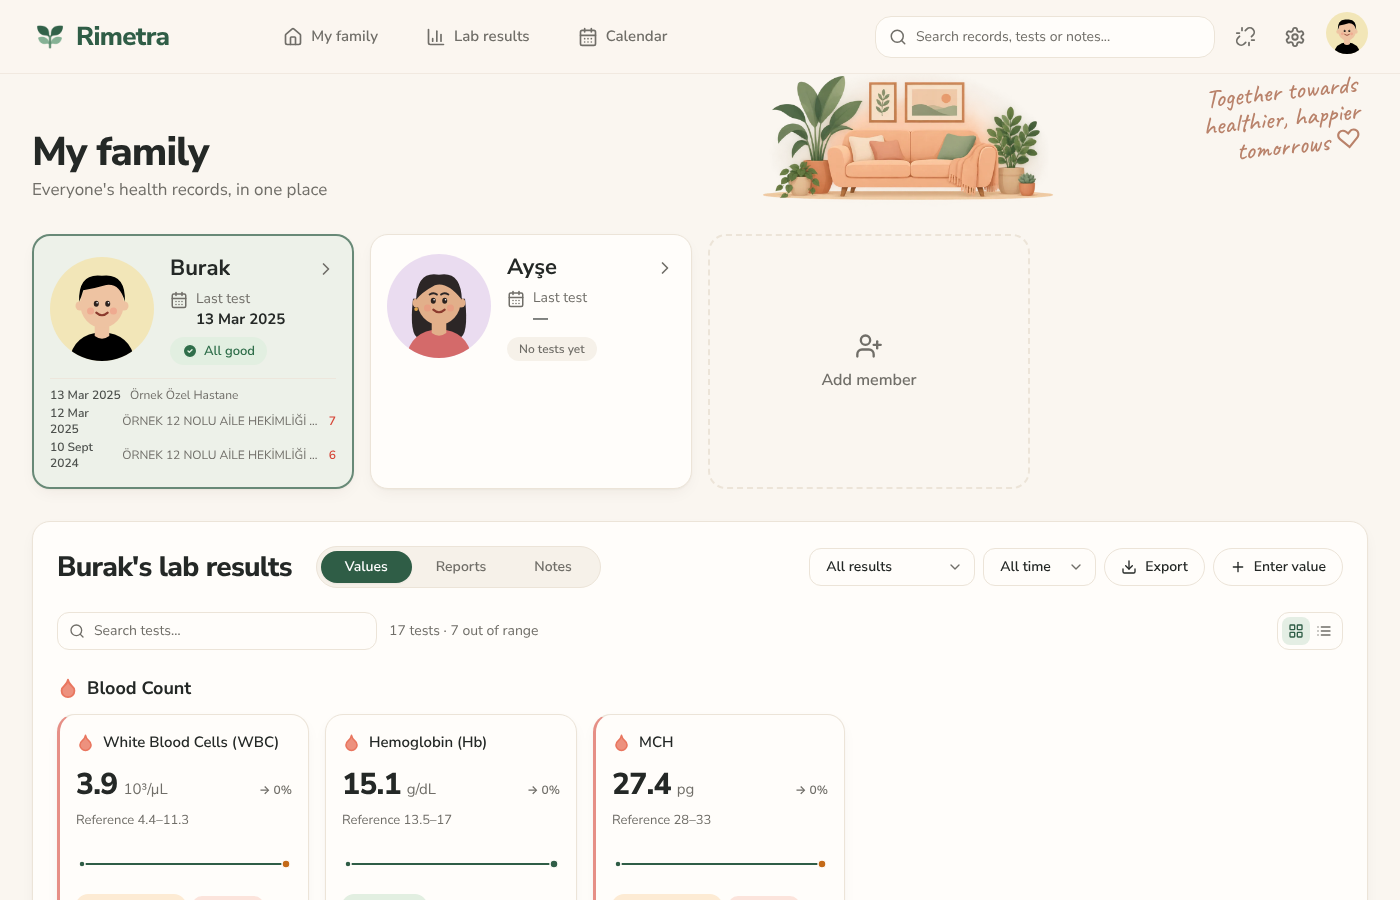 Rimetra
My family
Lab results
Calendar
Search records, tests or notes...
Together towards
healthier, happier
tomorrows
My family
Everyone's health records, in one place
Burak
Last test
13 Mar 2025
All good
13 Mar 2025 Örnek Özel Hastane
12 Mar 2025 ÖRNEK 12 NOLU AİLE HEKİMLİĞİ ... 7
10 Sept 2024 ÖRNEK 12 NOLU AİLE HEKİMLİĞİ ... 6
Ayşe
Last test
—
No tests yet
Add member
Burak's lab results
Values
Reports
Notes
All results
All time
Export
Enter value
Search tests...
17 tests · 7 out of range
Blood Count
White Blood Cells (WBC)
3.9 10³/µL → 0%
Reference 4.4–11.3
Hemoglobin (Hb)
15.1 g/dL → 0%
Reference 13.5–17
MCH
27.4 pg → 0%
Reference 28–33